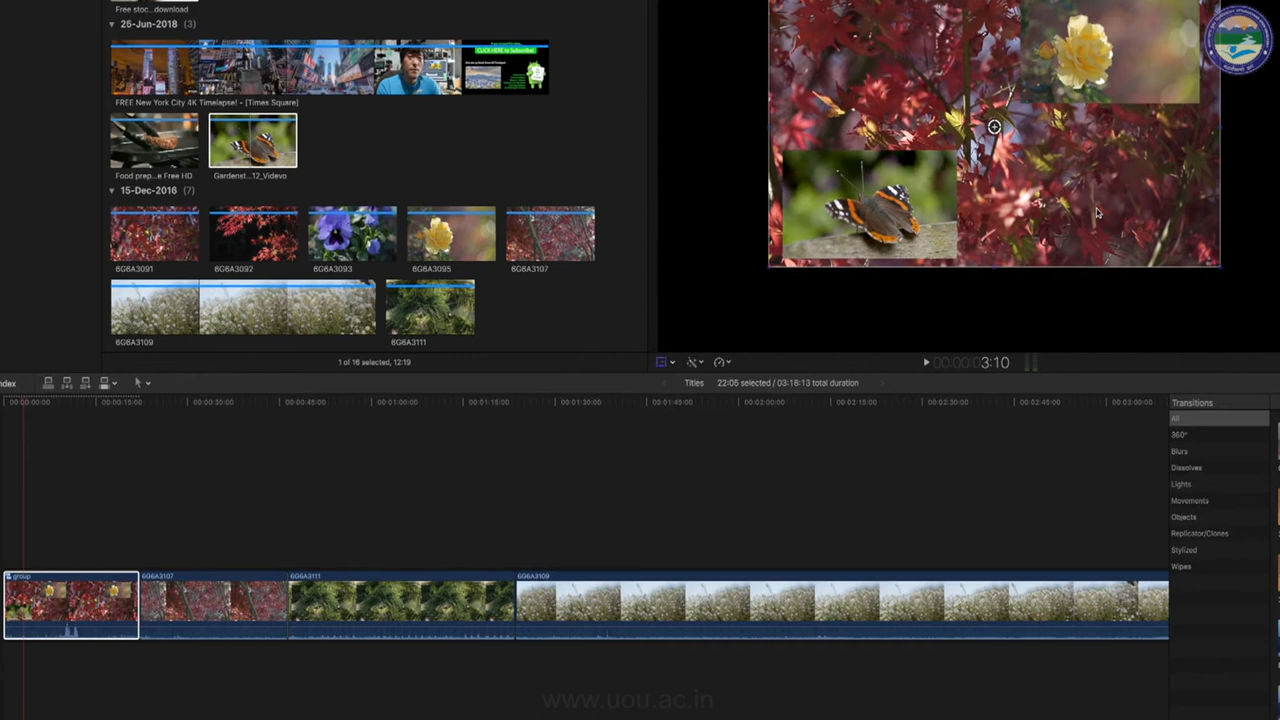 Free stoc...download
25-Jun-2018 (3)
CLICK HERE to Subscribe!
FREE New York City 4K Timelapse! - [Times Square]
Food prep...e Free HD
Gardenst...12_Videvo
15-Dec-2016 (7)
6G6A3091
6G6A3092
6G6A3093
6G6A3095
6G6A3107
6G6A3109
6G6A3111
1 of 16 selected, 12:19
00:00:00 3:10
ndex
Titles
22:05 selected / 03:18:13 total duration
00:00:00:00
00:00:15:00
00:00:30:00
00:00:45:00
00:01:00:00
00:01:15:00
00:01:30:00
00:01:45:00
00:02:00:00
00:02:15:00
00:02:30:00
00:02:45:00
00:03:00:00
Transitions
All
360°
Blurs
Dissolves
Lights
Movements
Objects
Replicator/Clones
Stylized
Wipes
group
6G6A3107
6G6A3111
6G6A3109
www.uou.ac.in